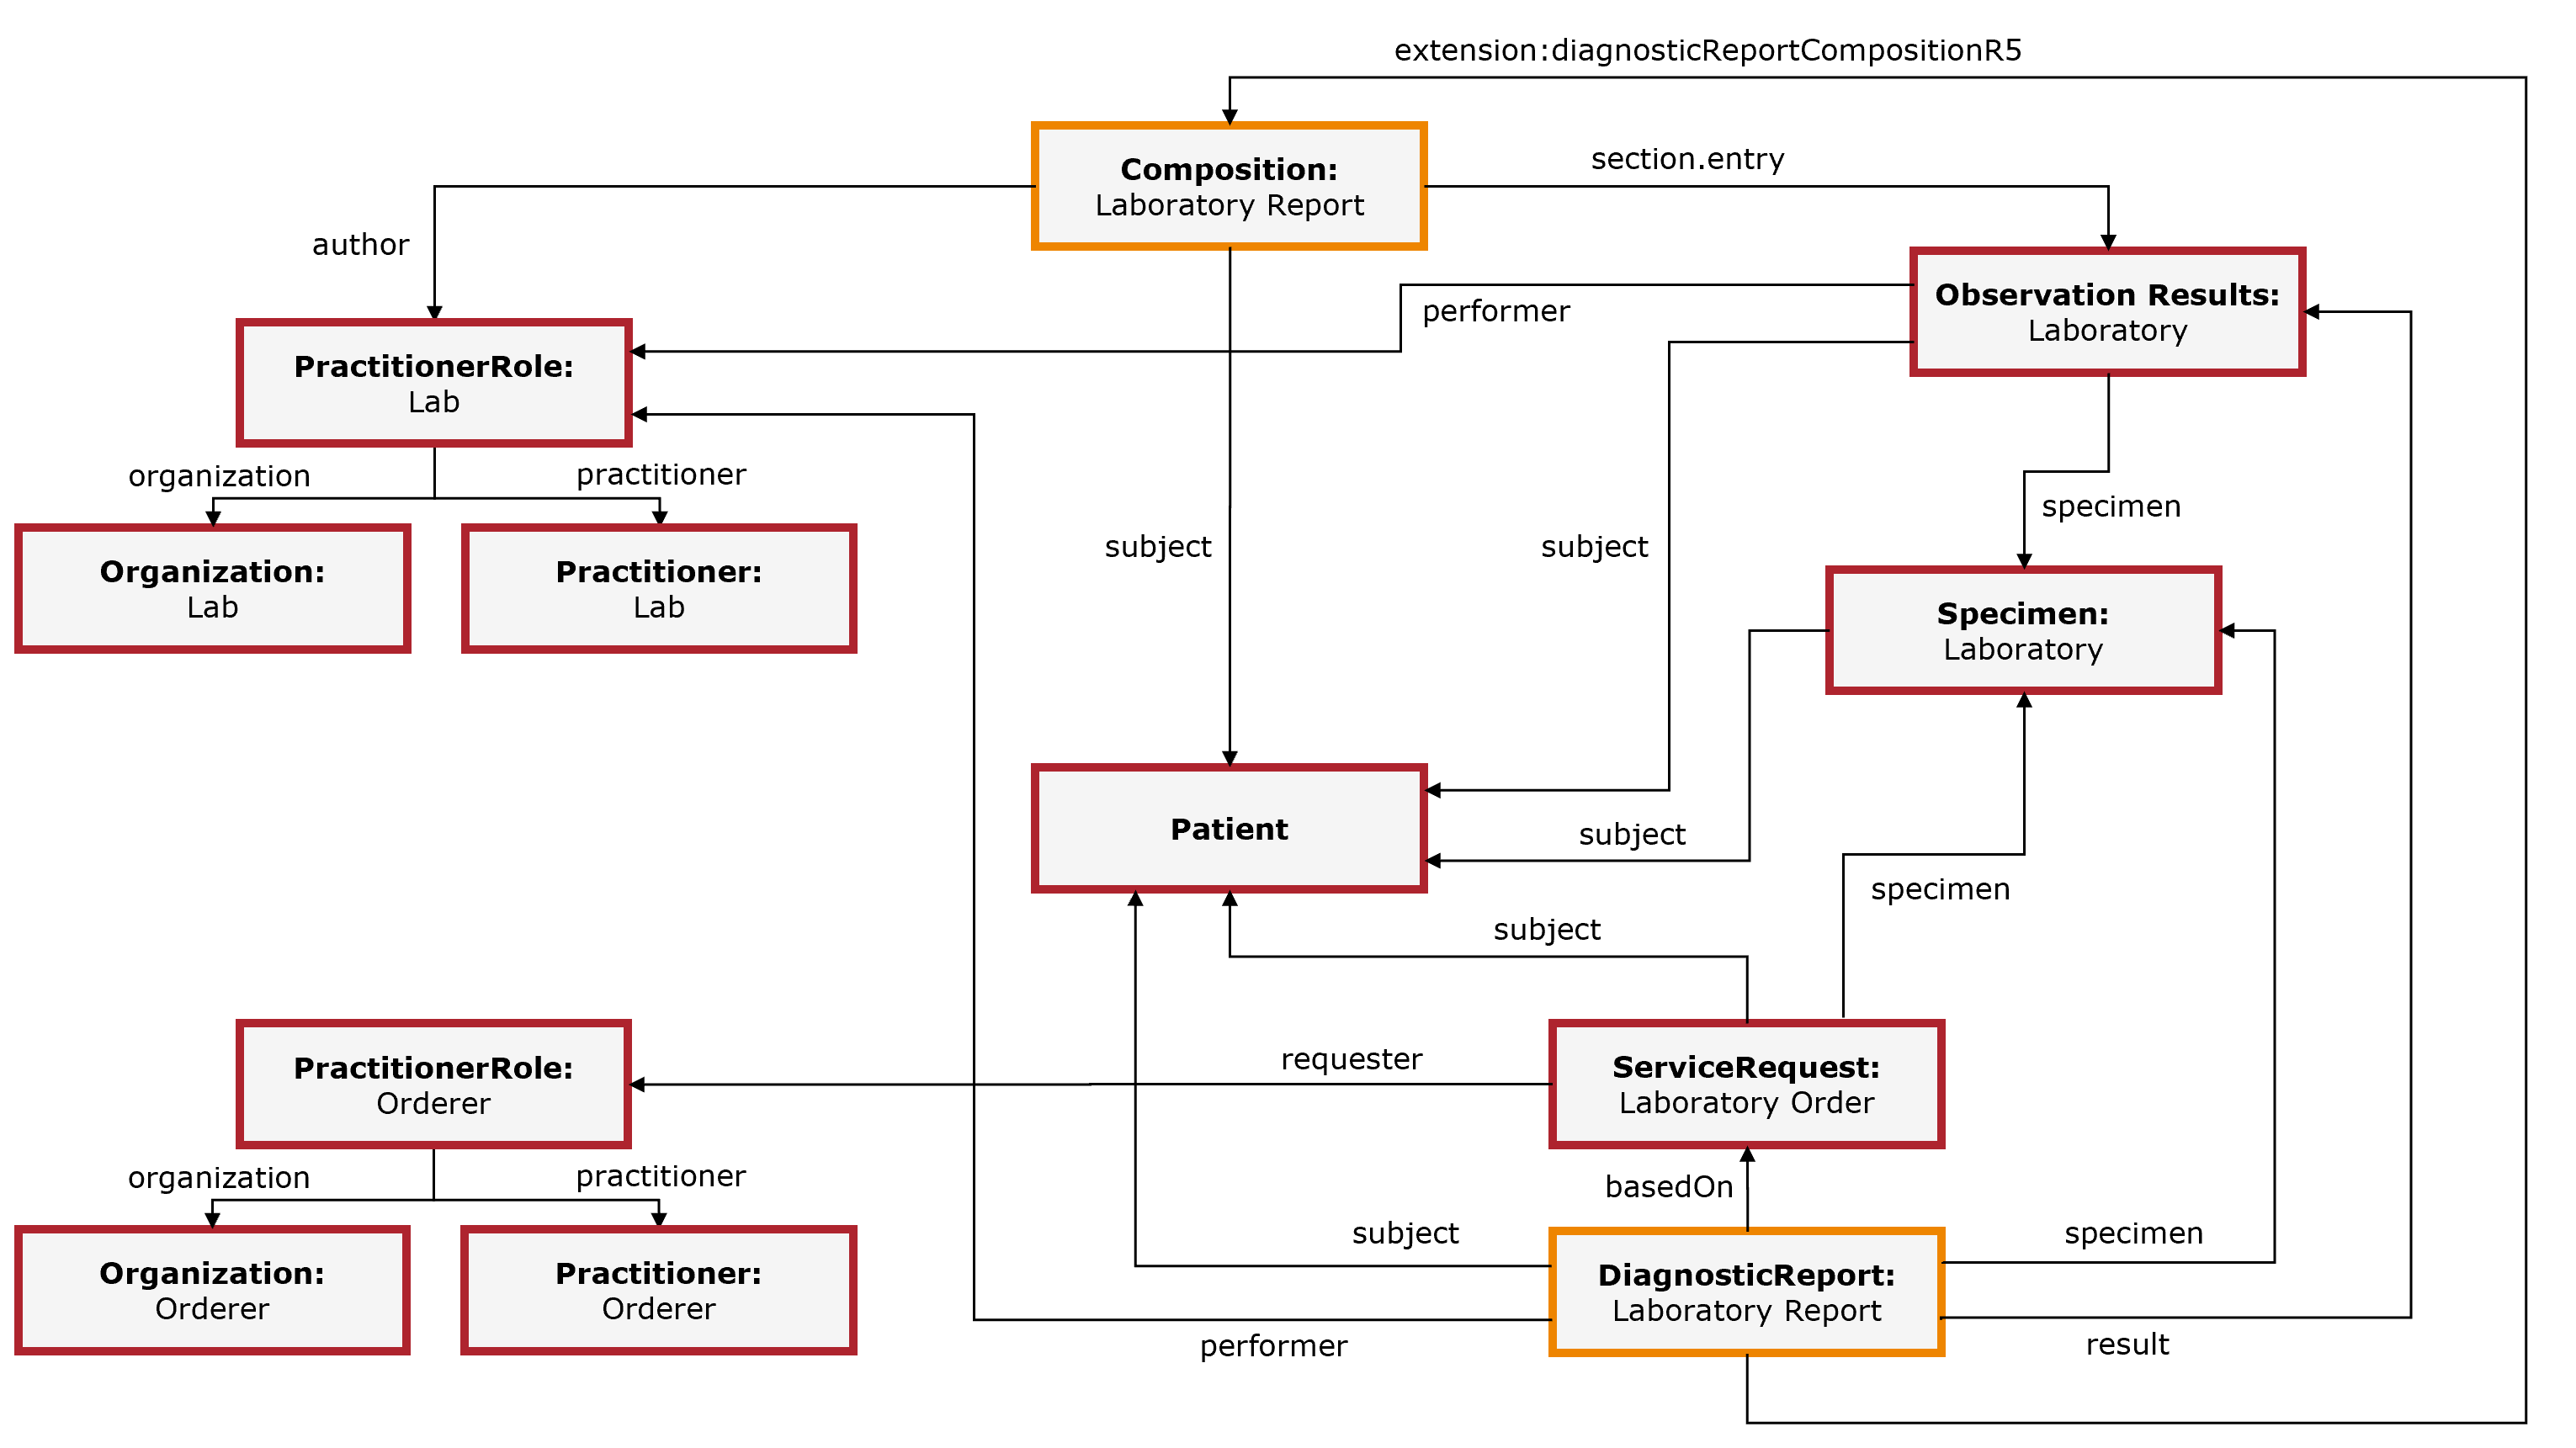 extension:diagnosticReportCompositionR5
Composition:
Laboratory Report
section.entry
author
Observation Results:
Laboratory
performer
PractitionerRole:
Lab
organization
practitioner
specimen
subject
subject
Organization:
Lab
Practitioner:
Lab
Specimen:
Laboratory
Patient
subject
specimen
subject
PractitionerRole:
Orderer
requester
ServiceRequest:
Laboratory Order
organization
practitioner
basedOn
subject
specimen
Organization:
Orderer
Practitioner:
Orderer
DiagnosticReport:
Laboratory Report
performer
result